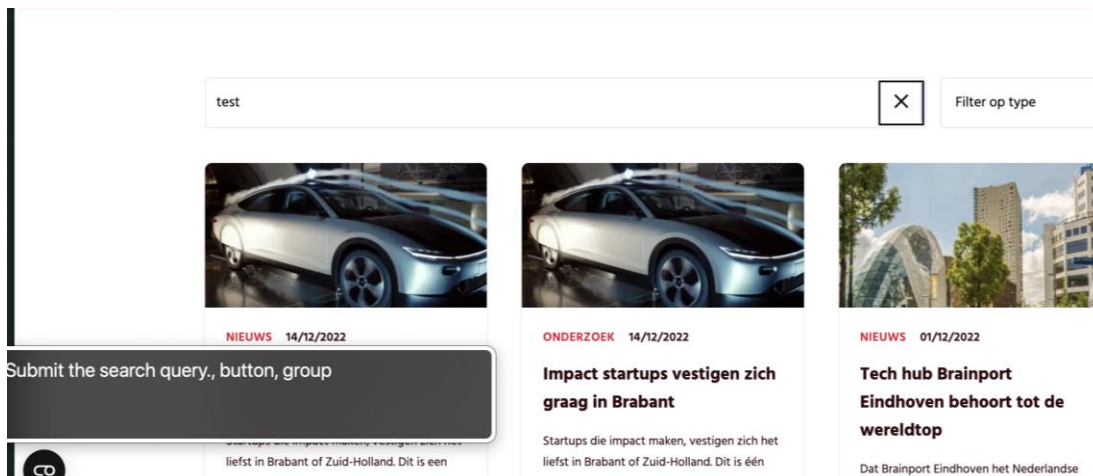 test
Filter op type
NIEUWS 14/12/2022
Submit the search query., button, group
liefst in Brabant of Zuid-Holland. Dit is een
ONDERZOEK 14/12/2022
Impact startups vestigen zich
graag in Brabant
Startups die impact maken, vestigen zich het
liefst in Brabant of Zuid-Holland. Dit is één
NIEUWS 01/12/2022
Tech hub Brainport
Eindhoven behoort tot de
wereldtop
Dat Brainport Eindhoven het Nederlandse